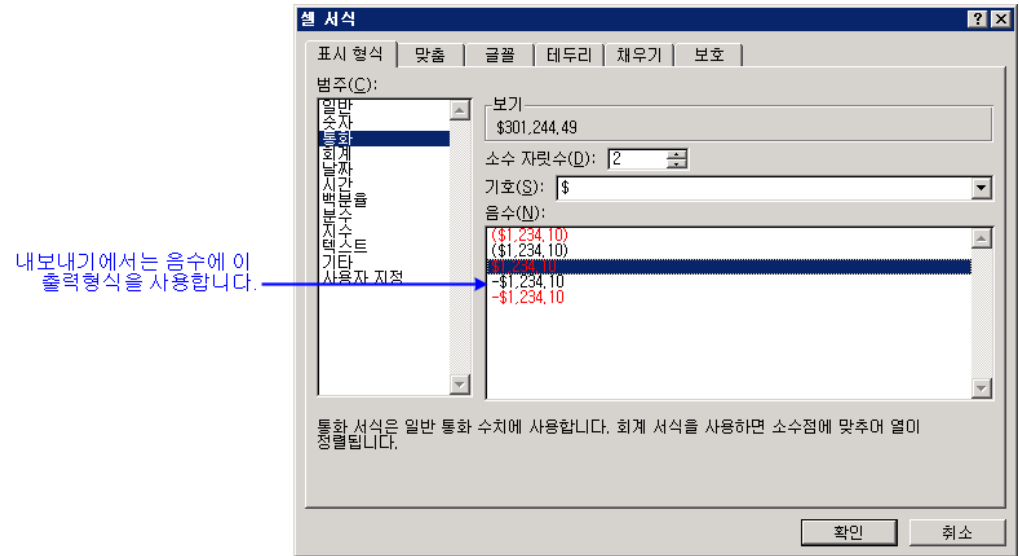 셀 서식
표시 형식
맞춤
글꼴
테두리
채우기
보호
범주(C):
일반
숫자
통화
회계
날짜
시간
백분율
분수
지수
텍스트
기타
사용자 지정
보기
$301,244.49
소수 자릿수(D): 2
기호(S): $
음수(N):
($1,234.10)
($1,234.10)
$1,234.10
-$1,234.10
-$1,234.10
내보내기에서는 음수에 이
출력형식을 사용합니다.
통화 서식은 일반 통화 수치에 사용합니다. 회계 서식을 사용하면 소수점에 맞추어 열이
정렬됩니다.
확인
취소